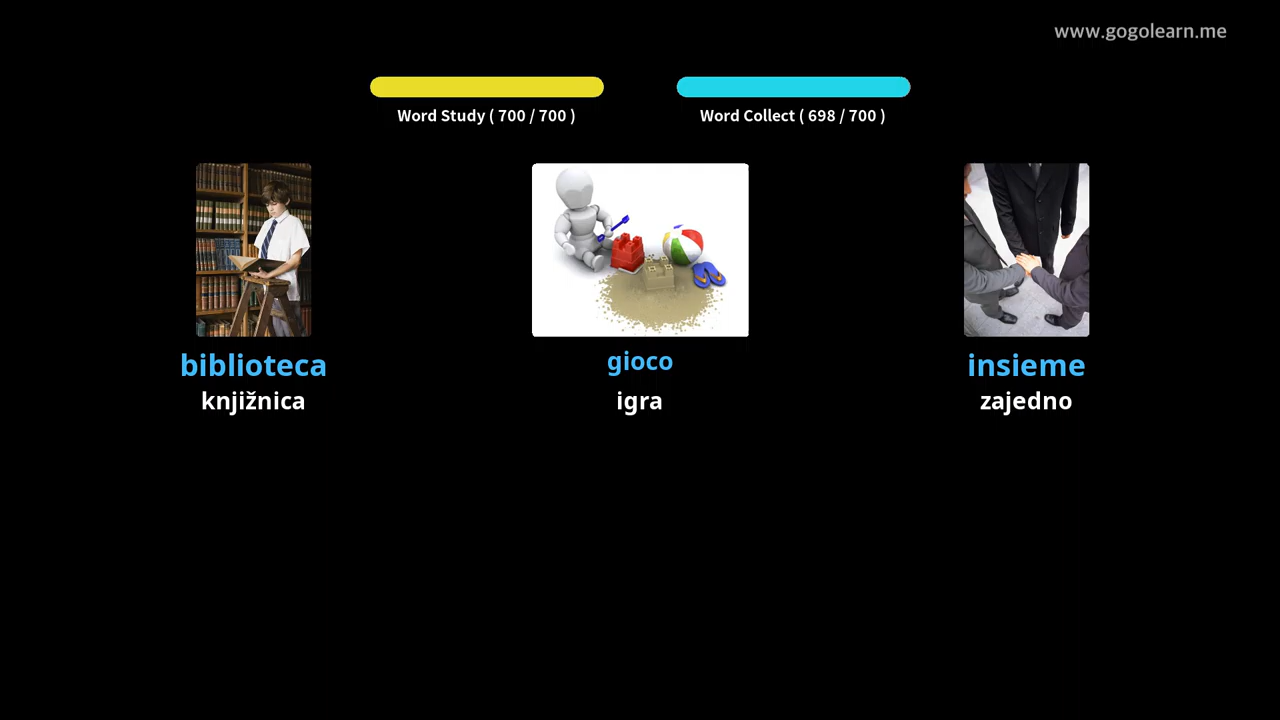 www.gogolearn.me
Word Study ( 700 / 700 )
Word Collect ( 698 / 700 )
biblioteca
knjižnica
gioco
igra
insieme
zajedno